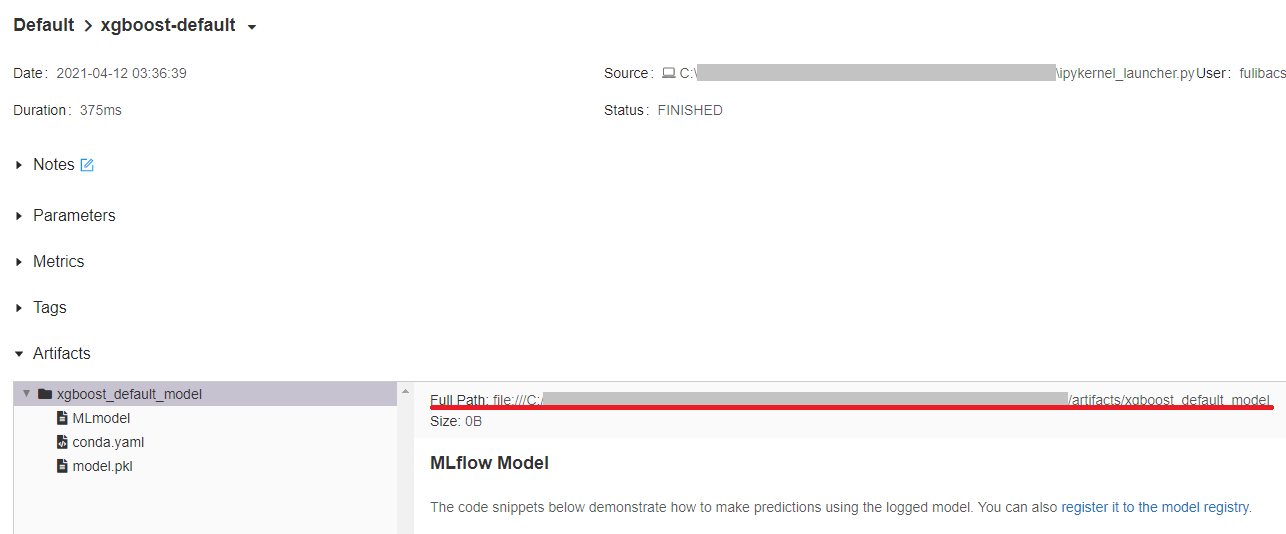 Default > xgboost-default
Date: 2021-04-12 03:36:39
Source: C:\ \ipykernel_launcher.py User: fulibacs
Duration: 375ms
Status: FINISHED
Notes
Parameters
Metrics
Tags
Artifacts
xgboost_default_model
MLmodel
conda.yaml
model.pkl
Full Path: file:///C:/ /artifacts/xgboost_default_model
Size: 0B
MLflow Model
The code snippets below demonstrate how to make predictions using the logged model. You can also register it to the model registry.